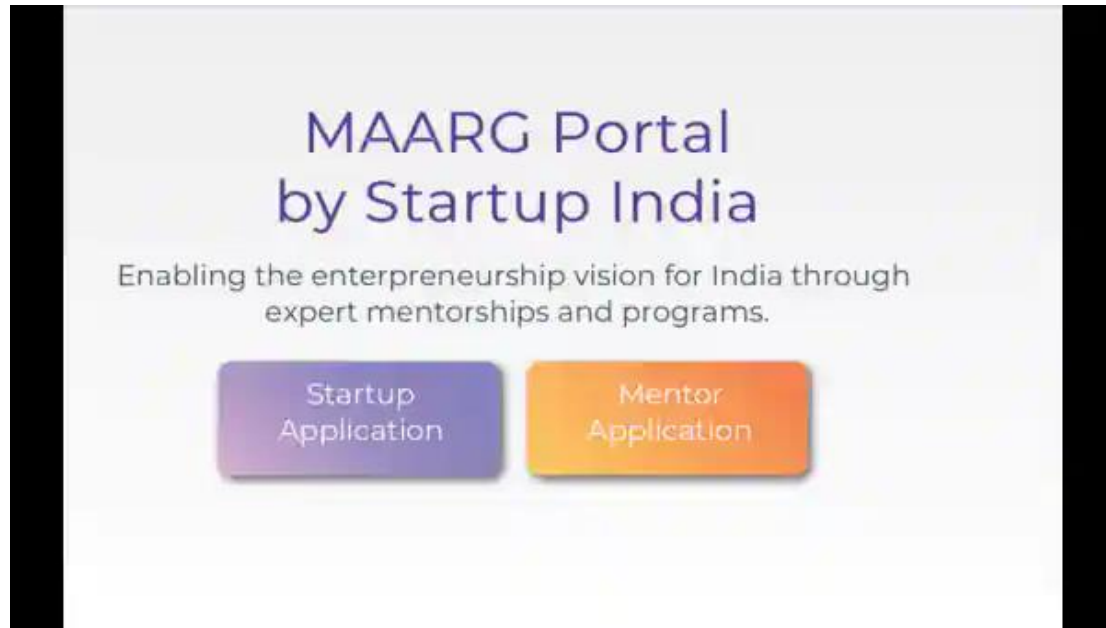 MAARG Portal
by Startup India
Enabling the enterpreneurship vision for India through
expert mentorships and programs.
Startup
Application
Mentor
Application